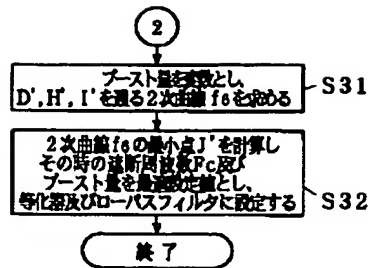 2
ブースト量を変数とし、
D',H',I'を通る2次曲線f6を求める
S31
2次曲線f6の最小点J'を計算し
その時の遮断周波数Fc及び
ブースト量を最適設定値とし、
等化器及びローパスフィルタに設定する
S32
終了